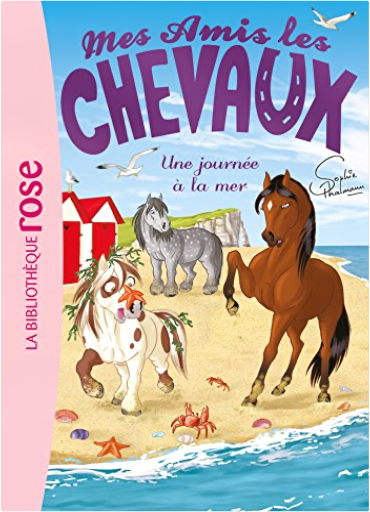 Mes Amis les
CHEVAUX
Une journée
à la mer
Sophie
Thalmann
LA BIBLIOTHÈQUE rose